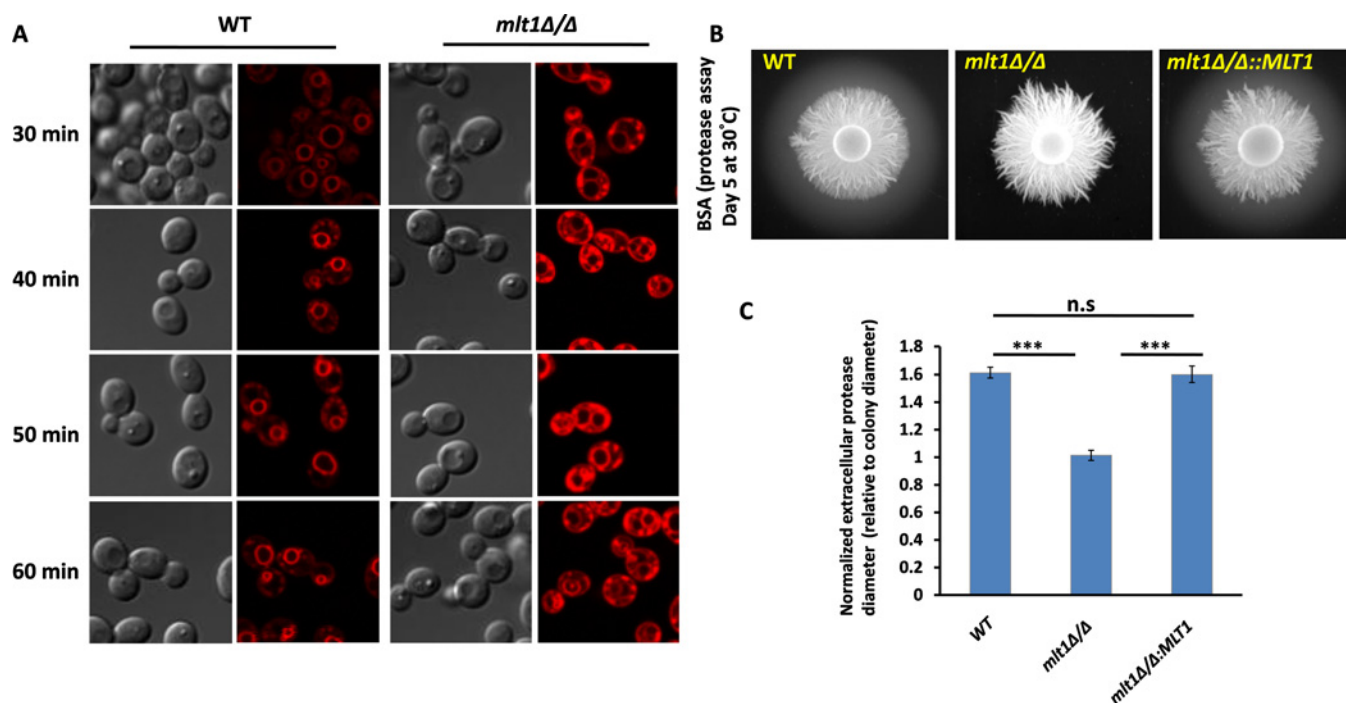 A
WT
mlt1Δ/Δ
30 min
40 min
50 min
60 min
B
BSA (protease assay
Day 5 at 30˚C)
WT
mlt1Δ/Δ
mlt1Δ/Δ::MLT1
C
n.s
***
***
Normalized extracellular protease
diameter (relative to colony diameter)
1.8
1.6
1.4
1.2
1
0.8
0.6
0.4
0.2
0
WT
mlt1Δ/Δ
mlt1Δ/Δ:MLT1